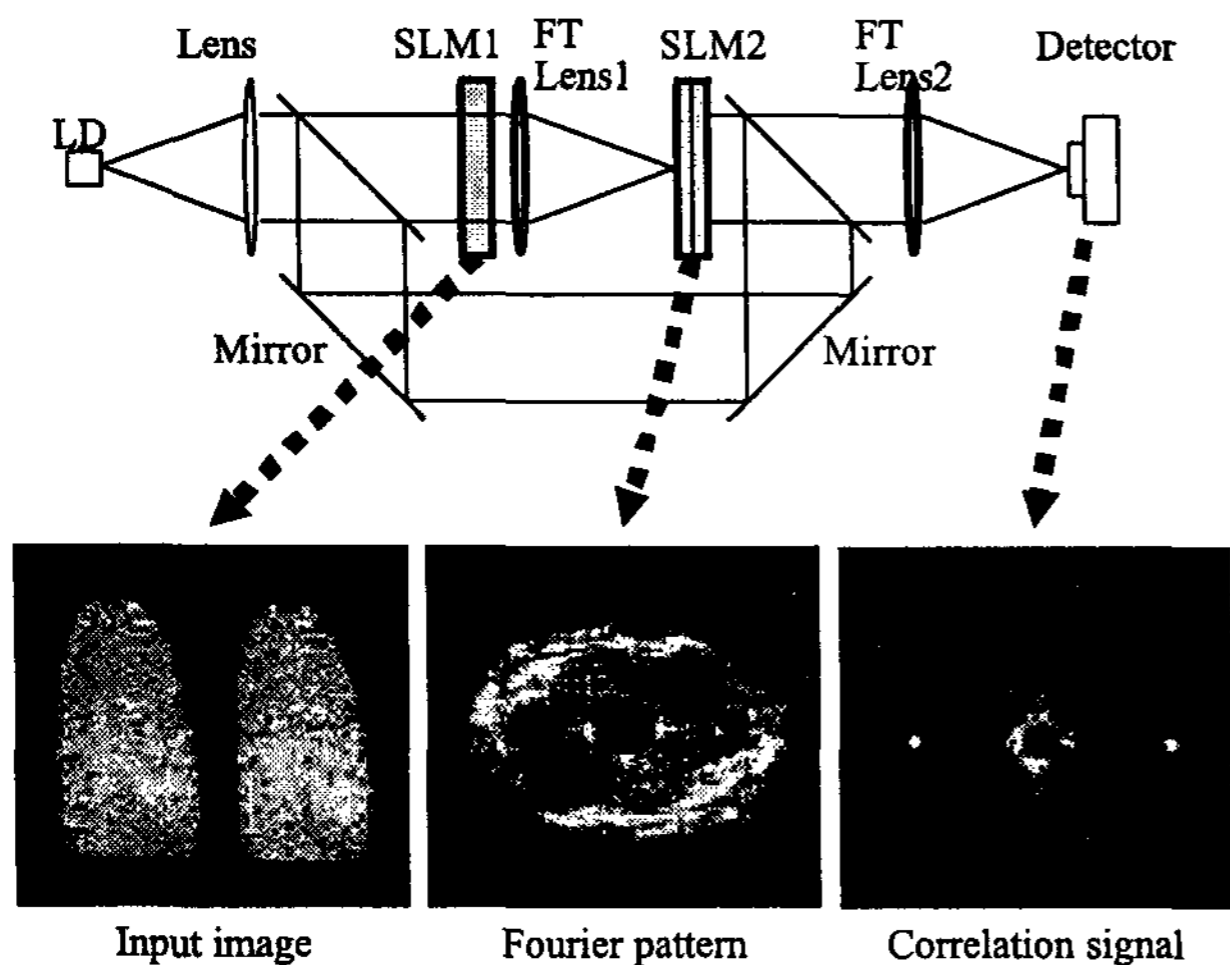 Lens
SLM1
FT
Lens1
SLM2
FT
Lens2
Detector
LD
Mirror
Mirror
Input image
Fourier pattern
Correlation signal